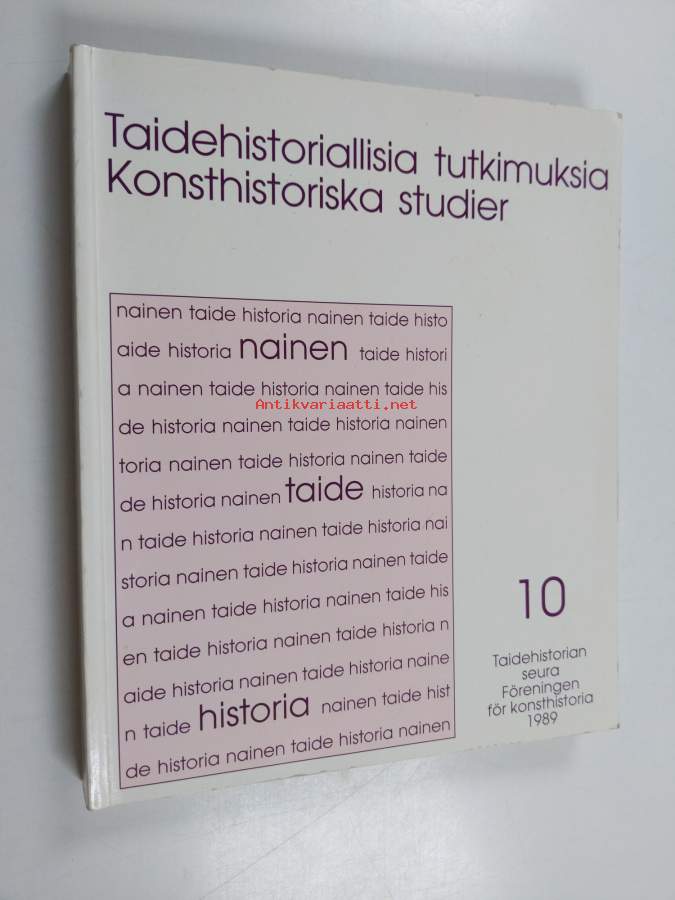 Taidehistoriallisia tutkimuksia
Konsthistoriska studier
nainen taide historia nainen taide histo
aide historia nainen taide histori
a nainen taide historia nainen taide his
Antikvariaatti.net
de historia nainen taide historia nainen
toria nainen taide historia nainen taide
de historia nainen taide historia na
n taide historia nainen taide historia nai
storia nainen taide historia nainen taide
a nainen taide historia nainen taide his
en taide historia nainen taide historia n
aide historia nainen taide historia naine
n taide historia nainen taide hist
de historia nainen taide historia nainen
10
Taidehistorian
seura
Föreningen
för konsthistoria
1989